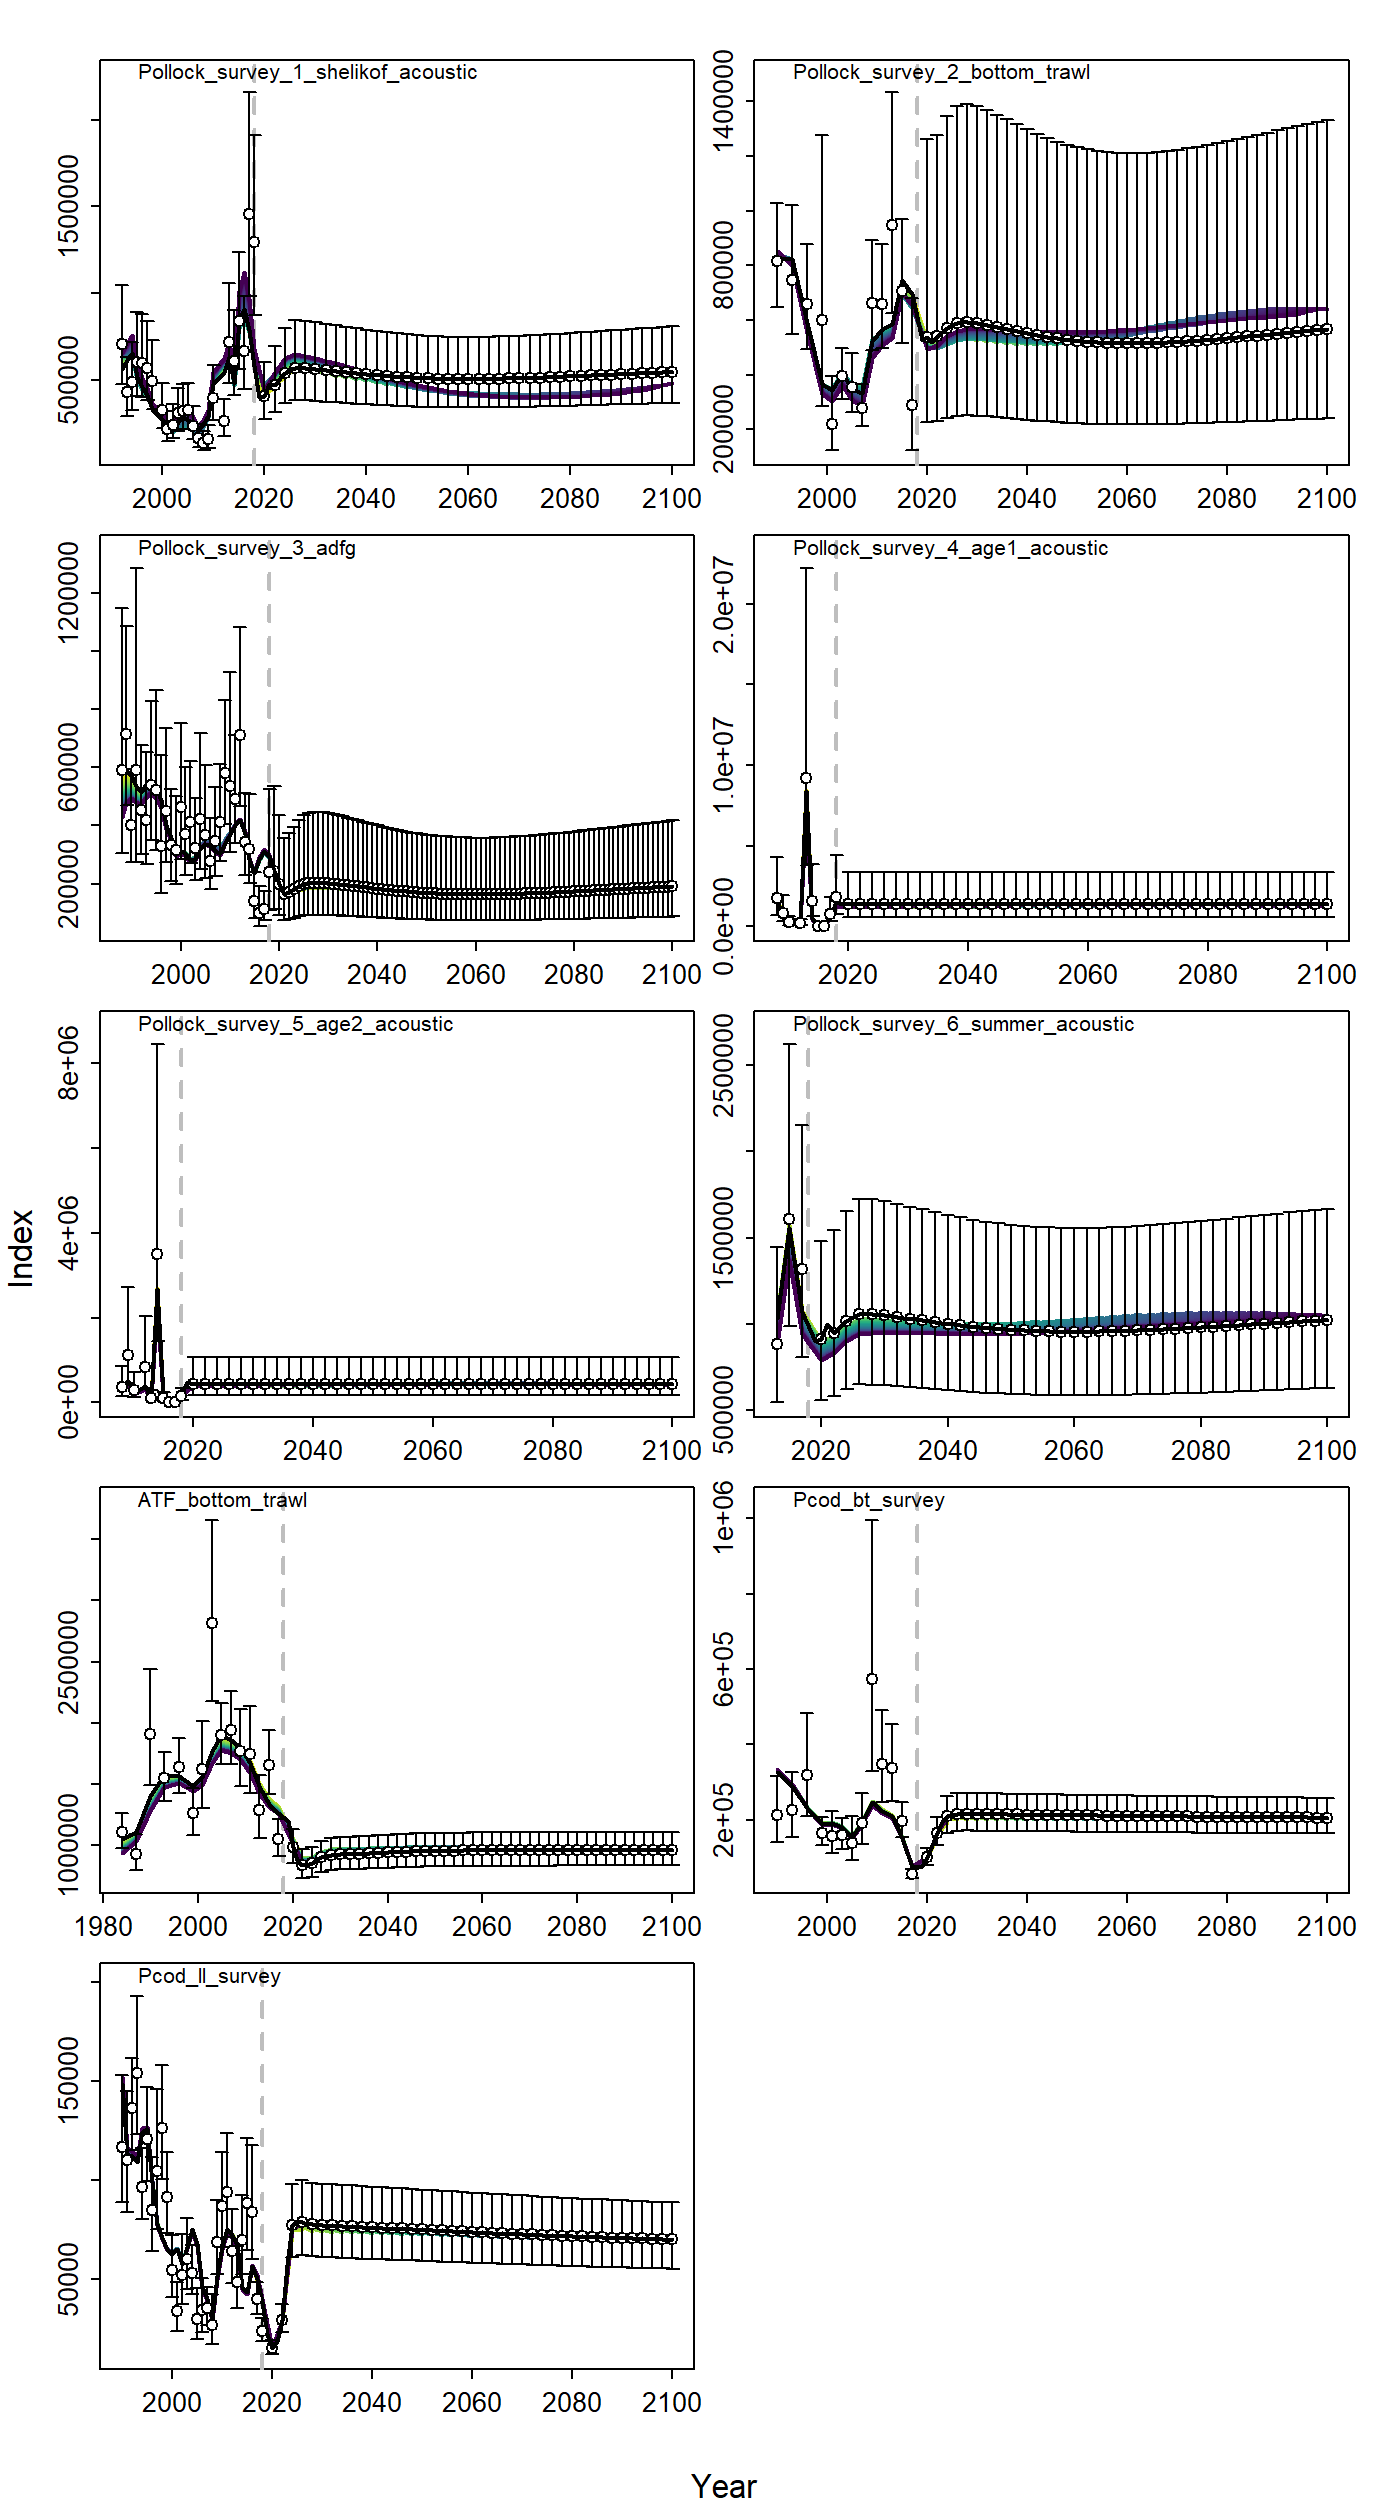 Pollock_survey_1_shelikof_acoustic
500000 1500000
2000 2020 2040 2060 2080 2100
Pollock_survey_2_bottom_trawl
200000 800000 1400000
2000 2020 2040 2060 2080 2100
Pollock_survey_3_adfg
200000 600000 1200000
2000 2020 2040 2060 2080 2100
Pollock_survey_4_age1_acoustic
0.0e+00 1.0e+07 2.0e+07
2020 2040 2060 2080 2100
Pollock_survey_5_age2_acoustic
0e+00 4e+06 8e+06
2020 2040 2060 2080 2100
Pollock_survey_6_summer_acoustic
500000 1500000 2500000
2020 2040 2060 2080 2100
Index
ATF_bottom_trawl
1000000 2500000
1980 2000 2020 2040 2060 2080 2100
Pcod_bt_survey
2e+05 6e+05 1e+06
2000 2020 2040 2060 2080 2100
Pcod_ll_survey
50000 150000
2000 2020 2040 2060 2080 2100
Year